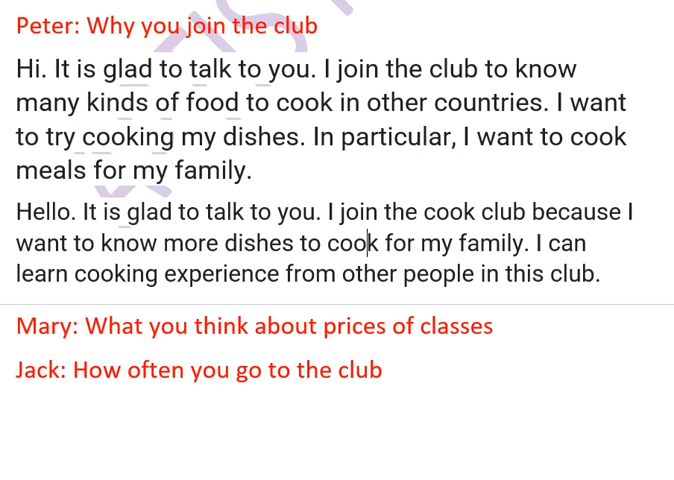 Peter: Why you join the club
Hi. It is glad to talk to you. I join the club to know
many kinds of food to cook in other countries. I want
to try cooking my dishes. In particular, I want to cook
meals for my family.
Hello. It is glad to talk to you. I join the cook club because I
want to know more dishes to cook for my family. I can
learn cooking experience from other people in this club.
Mary: What you think about prices of classes
Jack: How often you go to the club